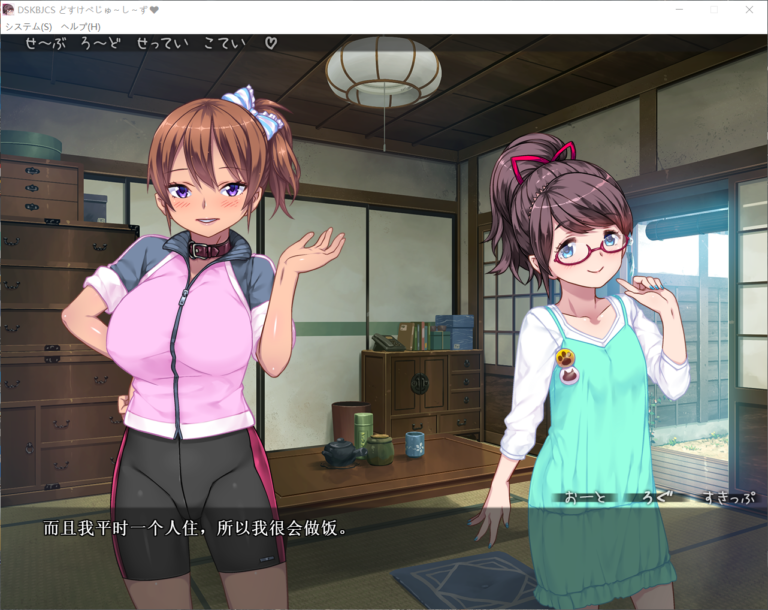 DSKBJCS どすけべじゅーしーず♥
システム(S) ヘルプ(H)
せ～ぶ ろ～ど せってい こてい ♡
おーと ろぐ すきっぷ
而且我平时一个人住，所以我很会做饭。